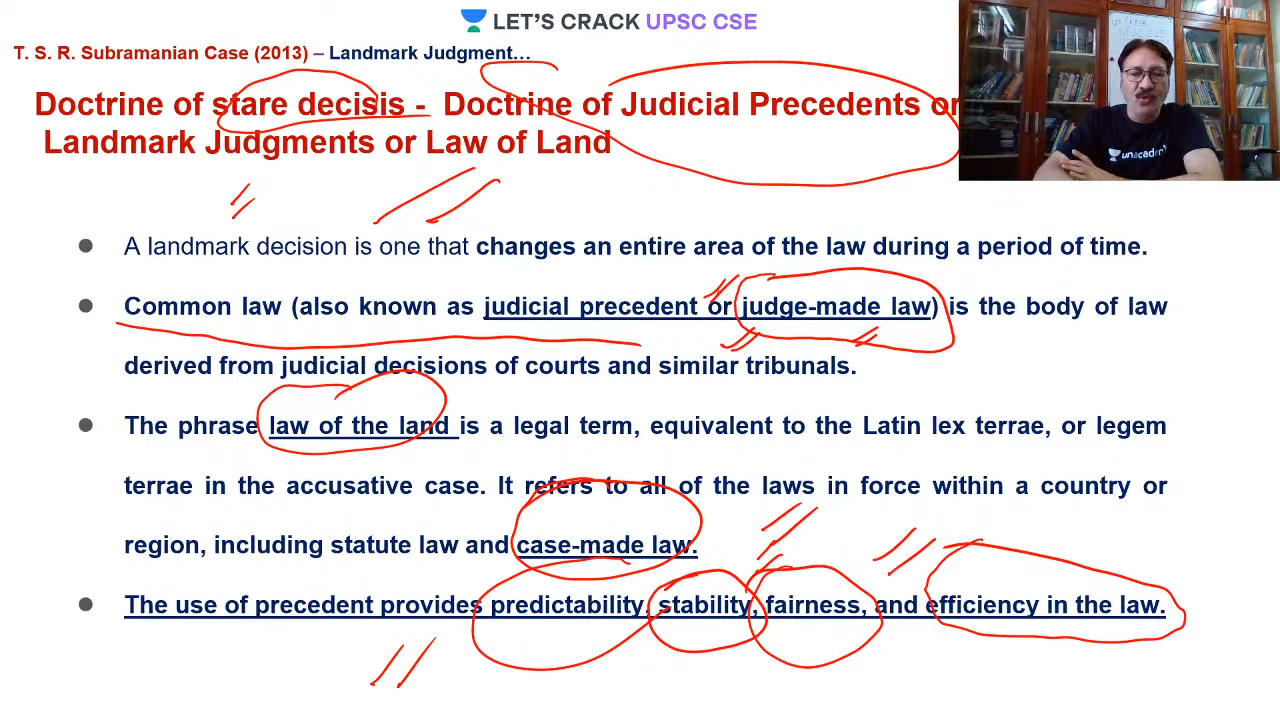 LET'S CRACK UPSC CSE
T. S. R. Subramanian Case (2013) – Landmark Judgment…
Doctrine of stare decisis - Doctrine of Judicial Precedents or
Landmark Judgments or Law of Land
● A landmark decision is one that changes an entire area of the law during a period of time.
● Common law (also known as judicial precedent or judge-made law) is the body of law
derived from judicial decisions of courts and similar tribunals.
● The phrase law of the land is a legal term, equivalent to the Latin lex terrae, or legem
terrae in the accusative case. It refers to all of the laws in force within a country or
region, including statute law and case-made law.
● The use of precedent provides predictability, stability, fairness, and efficiency in the law.